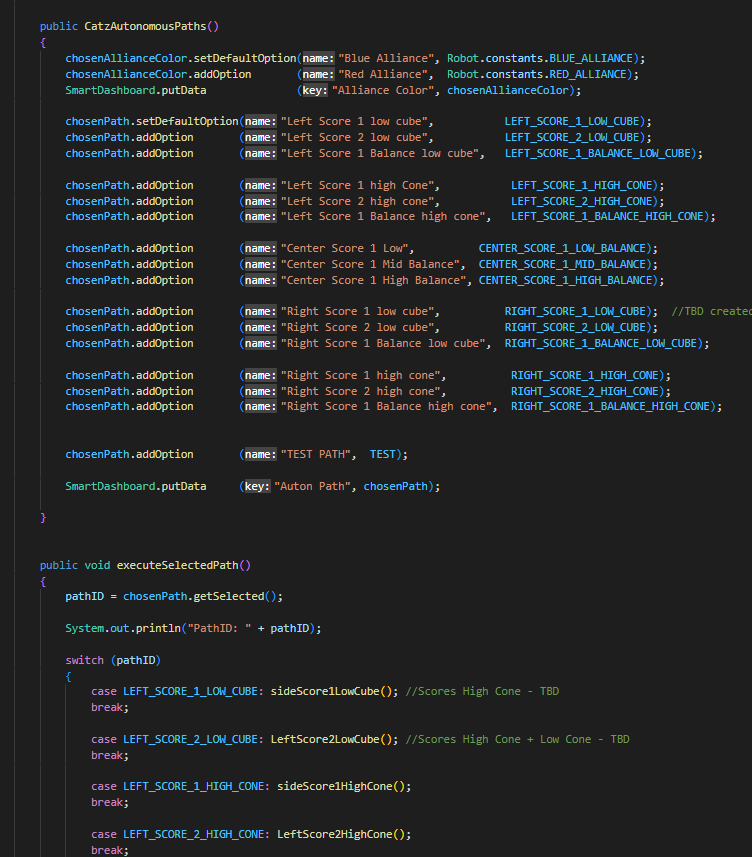 public CatzAutonomousPaths()
{
chosenAllianceColor.setDefaultOption(name: "Blue Alliance", Robot.constants.BLUE_ALLIANCE);
chosenAllianceColor.addOption (name: "Red Alliance", Robot.constants.RED_ALLIANCE);
SmartDashboard.putData (key: "Alliance Color", chosenAllianceColor);
chosenPath.setDefaultOption(name: "Left Score 1 low cube", LEFT_SCORE_1_LOW_CUBE);
chosenPath.addOption (name: "Left Score 2 low cube", LEFT_SCORE_2_LOW_CUBE);
chosenPath.addOption (name: "Left Score 1 Balance low cube", LEFT_SCORE_1_BALANCE_LOW_CUBE);
chosenPath.addOption (name: "Left Score 1 high Cone", LEFT_SCORE_1_HIGH_CONE);
chosenPath.addOption (name: "Left Score 2 high cone", LEFT_SCORE_2_HIGH_CONE);
chosenPath.addOption (name: "Left Score 1 Balance high cone", LEFT_SCORE_1_BALANCE_HIGH_CONE);
chosenPath.addOption (name: "Center Score 1 Low", CENTER_SCORE_1_LOW_BALANCE);
chosenPath.addOption (name: "Center Score 1 Mid Balance", CENTER_SCORE_1_MID_BALANCE);
chosenPath.addOption (name: "Center Score 1 High Balance", CENTER_SCORE_1_HIGH_BALANCE);
chosenPath.addOption (name: "Right Score 1 low cube", RIGHT_SCORE_1_LOW_CUBE); //TBD created
chosenPath.addOption (name: "Right Score 2 low cube", RIGHT_SCORE_2_LOW_CUBE);
chosenPath.addOption (name: "Right Score 1 Balance low cube", RIGHT_SCORE_1_BALANCE_LOW_CUBE);
chosenPath.addOption (name: "Right Score 1 high cone", RIGHT_SCORE_1_HIGH_CONE);
chosenPath.addOption (name: "Right Score 2 high cone", RIGHT_SCORE_2_HIGH_CONE);
chosenPath.addOption (name: "Right Score 1 Balance high cone", RIGHT_SCORE_1_BALANCE_HIGH_CONE);
chosenPath.addOption (name: "TEST PATH", TEST);
SmartDashboard.putData (key: "Auton Path", chosenPath);
}
public void executeSelectedPath()
{
pathID = chosenPath.getSelected();
System.out.println("PathID: " + pathID);
switch (pathID)
{
case LEFT_SCORE_1_LOW_CUBE: sideScore1LowCube(); //Scores High Cone - TBD
break;
case LEFT_SCORE_2_LOW_CUBE: LeftScore2LowCube(); //Scores High Cone + Low Cone - TBD
break;
case LEFT_SCORE_1_HIGH_CONE: sideScore1HighCone();
break;
case LEFT_SCORE_2_HIGH_CONE: LeftScore2HighCone();
break;